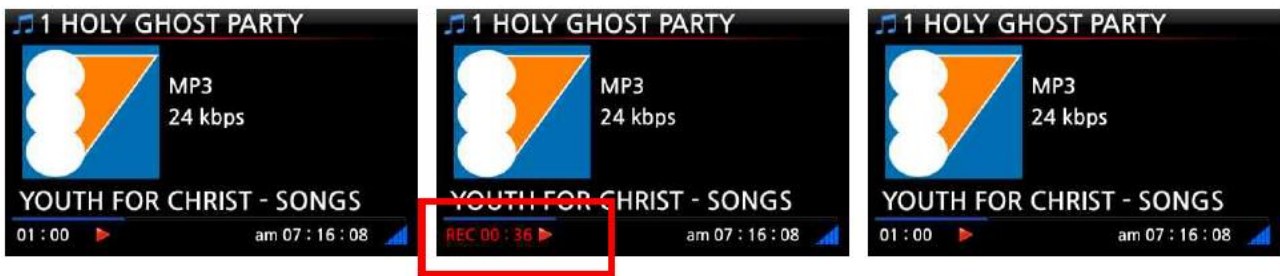 1 HOLY GHOST PARTY
MP3
24 kbps
YOUTH FOR CHRIST - SONGS
01 : 00 am 07 : 16 : 08
1 HOLY GHOST PARTY
MP3
24 kbps
YOUTH FOR CHRIST - SONGS
REC 00 : 36 am 07 : 16 : 08
1 HOLY GHOST PARTY
MP3
24 kbps
YOUTH FOR CHRIST - SONGS
01 : 00 am 07 : 16 : 08